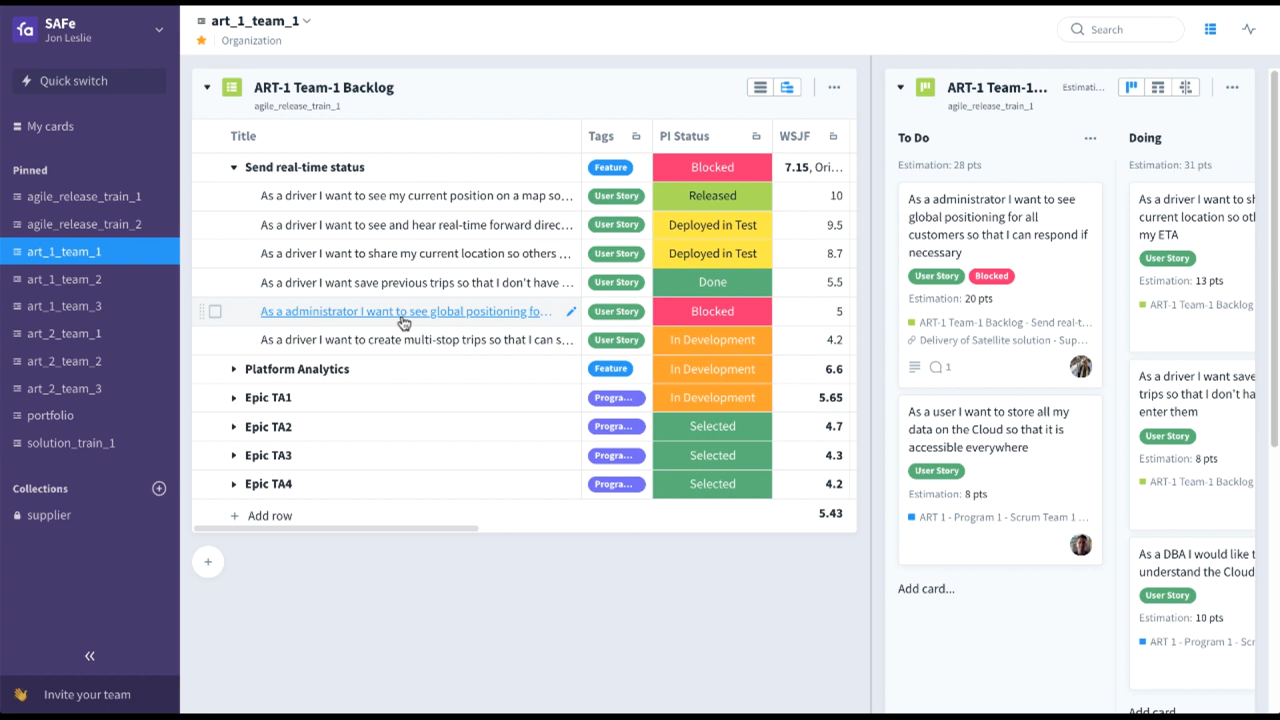 fa
SAFe
Jon Leslie
Quick switch
My cards
Pinned
agile_release_train_1
agile_release_train_2
art_1_team_1
art_1_team_2
art_1_team_3
art_2_team_1
art_2_team_2
art_2_team_3
portfolio
solution_train_1
Collections
supplier
Invite your team
art_1_team_1
Organization
Search
ART-1 Team-1 Backlog
agile_release_train_1
Title Tags PI Status WSJF
Send real-time status Feature Blocked 7.15, Ori...
As a driver I want to see my current position on a map so... User Story Released 10
As a driver I want to see and hear real-time forward direc... User Story Deployed in Test 9.5
As a driver I want to share my current location so others ... User Story Deployed in Test 8.7
As a driver I want save previous trips so that I don't have ... User Story Done 5.5
As a administrator I want to see global positioning fo... User Story Blocked 5
As a driver I want to create multi-stop trips so that I can s... User Story In Development 4.2
Platform Analytics Feature In Development 6.6
Epic TA1 Progra... In Development 5.65
Epic TA2 Progra... Selected 4.7
Epic TA3 Progra... Selected 4.3
Epic TA4 Progra... Selected 4.2
+ Add row 5.43
ART-1 Team-1... Estimati...
agile_release_train_1
To Do
Estimation: 28 pts
As a administrator I want to see
global positioning for all
customers so that I can respond if
necessary
User Story Blocked
Estimation: 20 pts
ART-1 Team-1 Backlog - Send real-t...
Delivery of Satellite solution - Sup...
1
As a user I want to store all my
data on the Cloud so that it is
accessible everywhere
User Story
Estimation: 8 pts
ART 1 - Program 1 - Scrum Team 1 ...
Add card...
Doing
Estimation: 31 pts
As a driver I want to sh
current location so oth
my ETA
User Story
Estimation: 13 pts
ART-1 Team-1 Backlog
As a driver I want save
trips so that I don't ha
enter them
User Story
Estimation: 8 pts
ART-1 Team-1 Backlog
As a DBA I would like t
understand the Cloud
User Story
Estimation: 10 pts
ART 1 - Program 1 - Scr
Add card